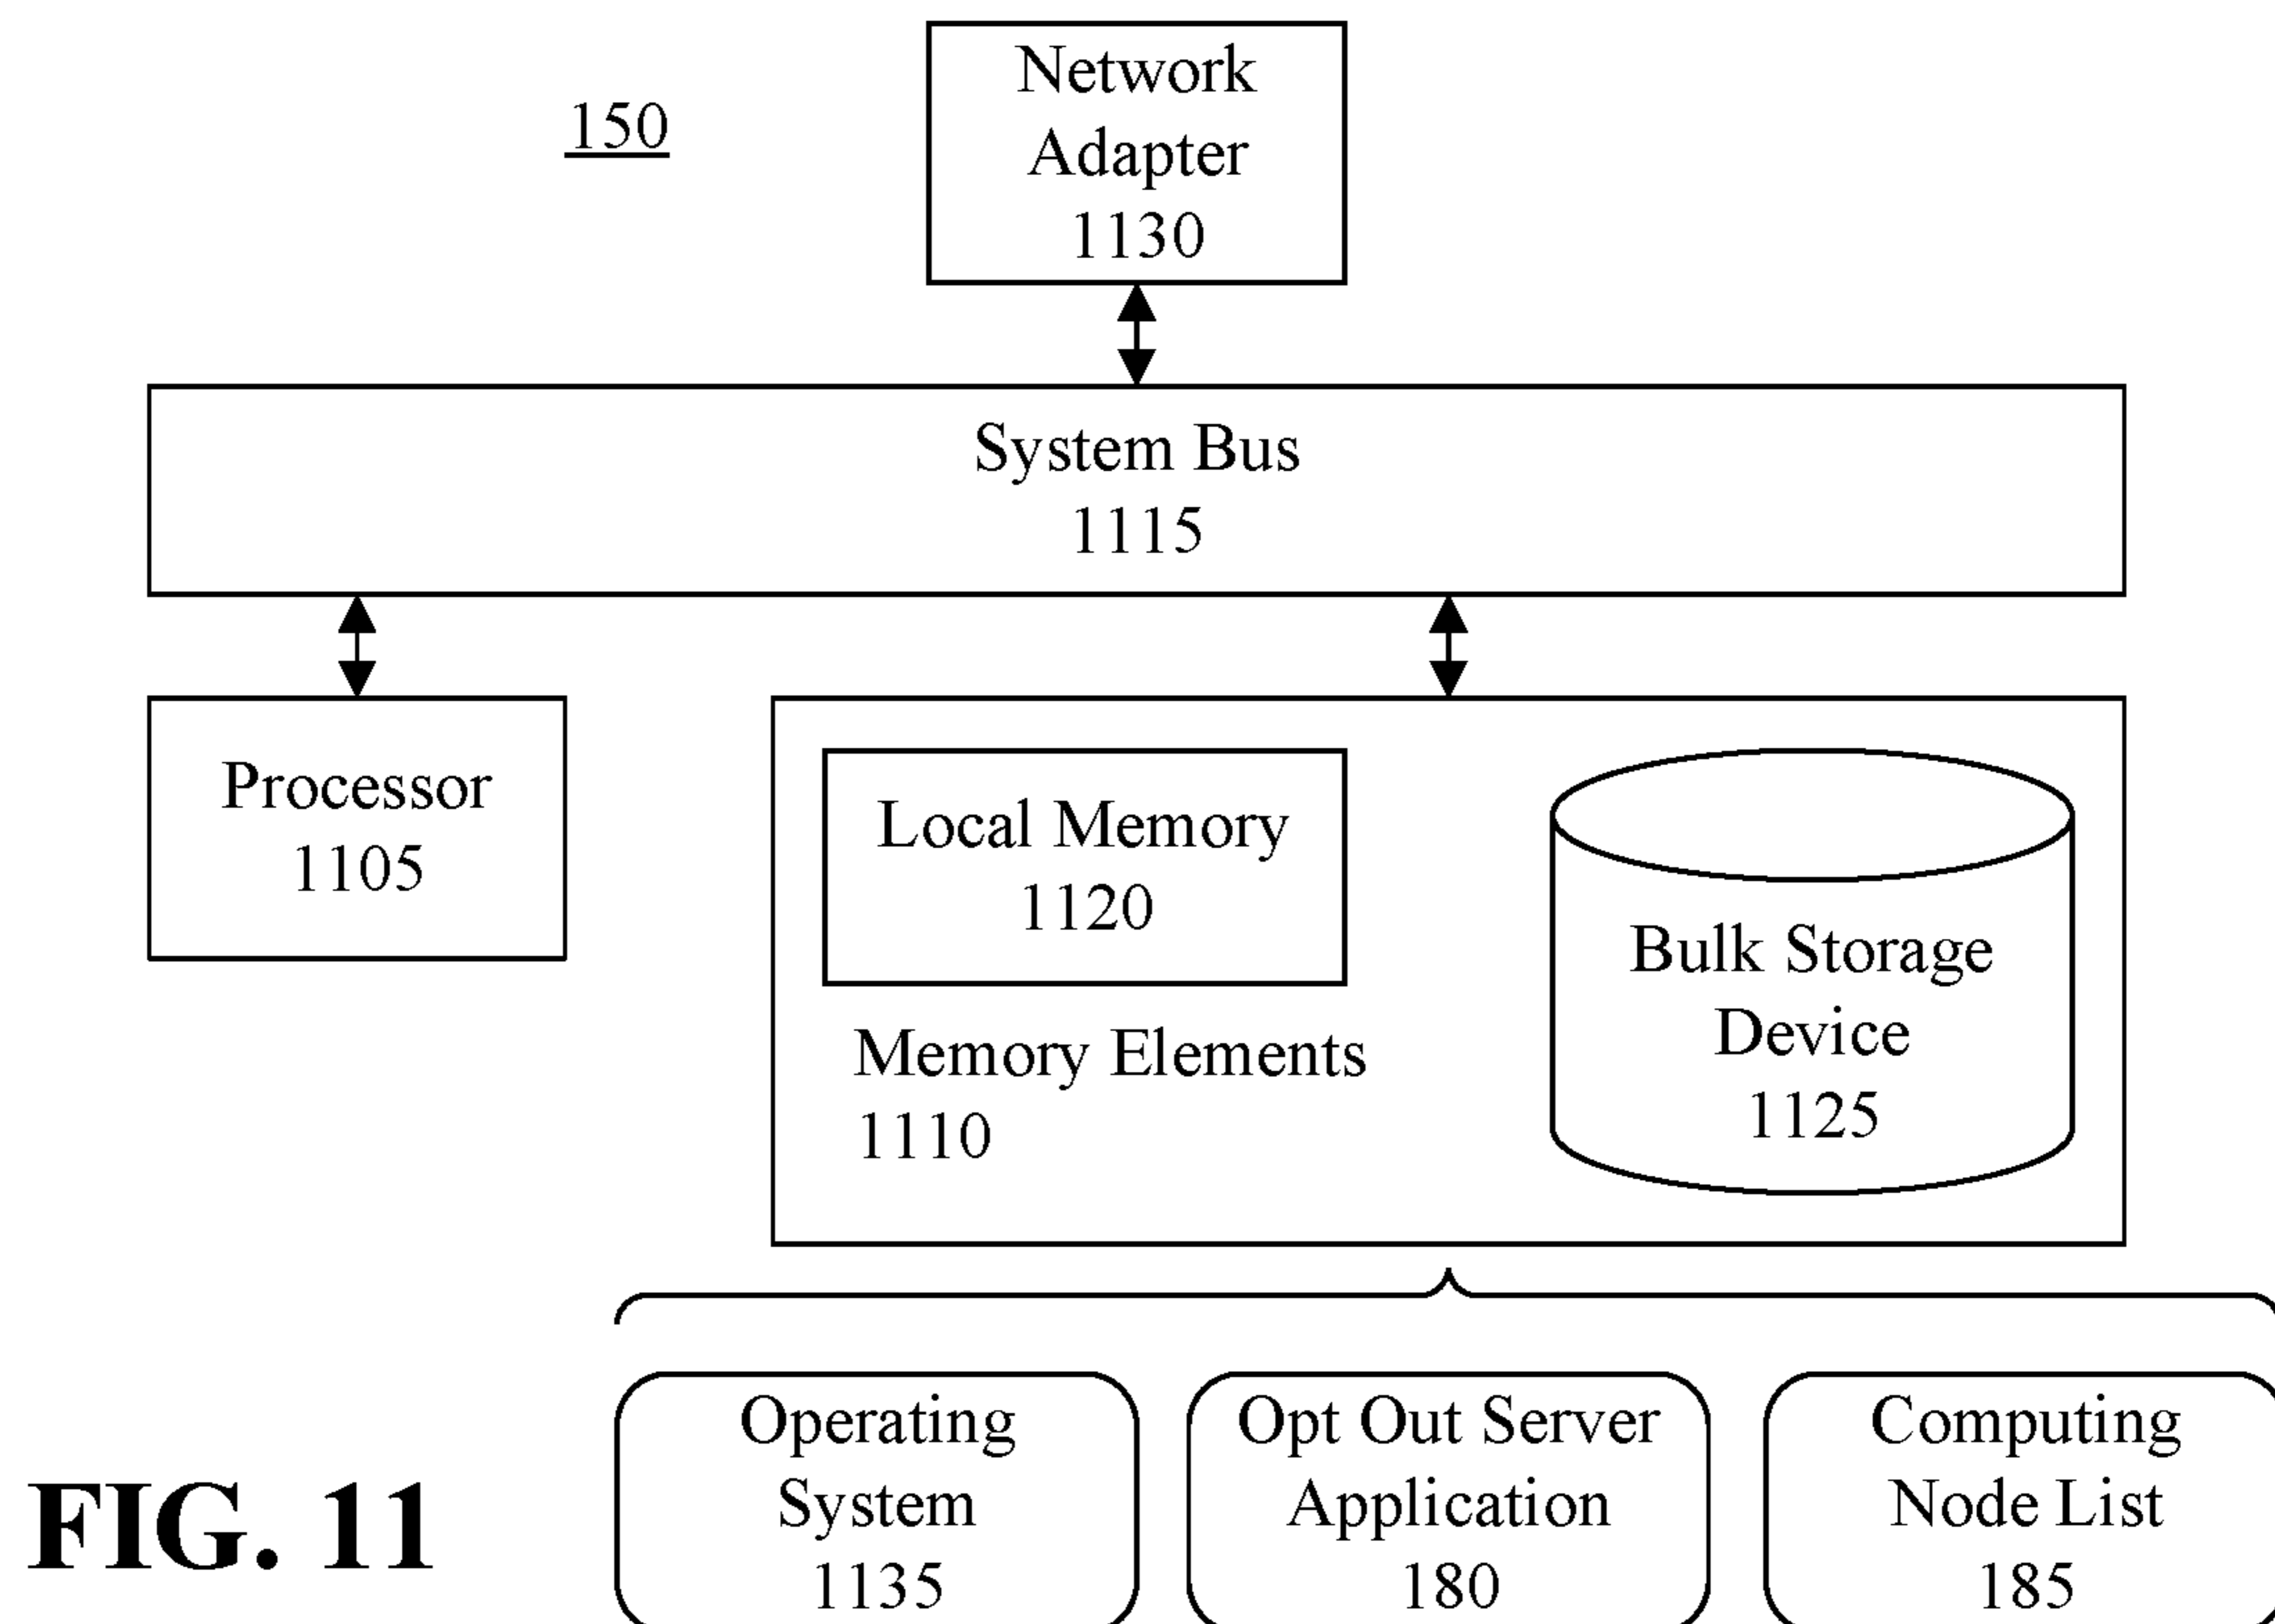 150
Network
Adapter
1130
System Bus
1115
Processor
1105
Local Memory
1120
Memory Elements
1110
Bulk Storage
Device
1125
Operating
System
1135
Opt Out Server
Application
180
Computing
Node List
185
FIG. 11